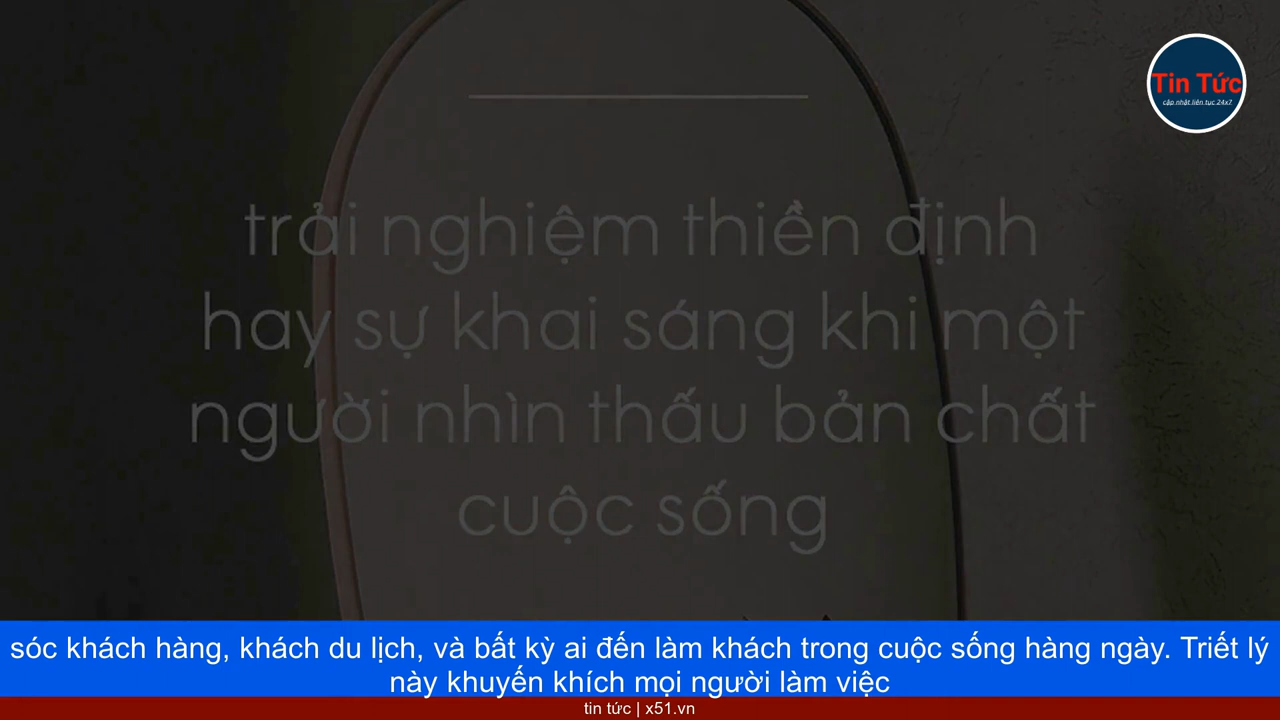 Tin Tức
cập nhật liên tục 24x7
trải nghiệm thiền định
hay sự khai sáng khi một
người nhìn thấu bản chất
cuộc sống
sóc khách hàng, khách du lịch, và bất kỳ ai đến làm khách trong cuộc sống hàng ngày. Triết lý
này khuyến khích mọi người làm việc
tin tức | x51.vn